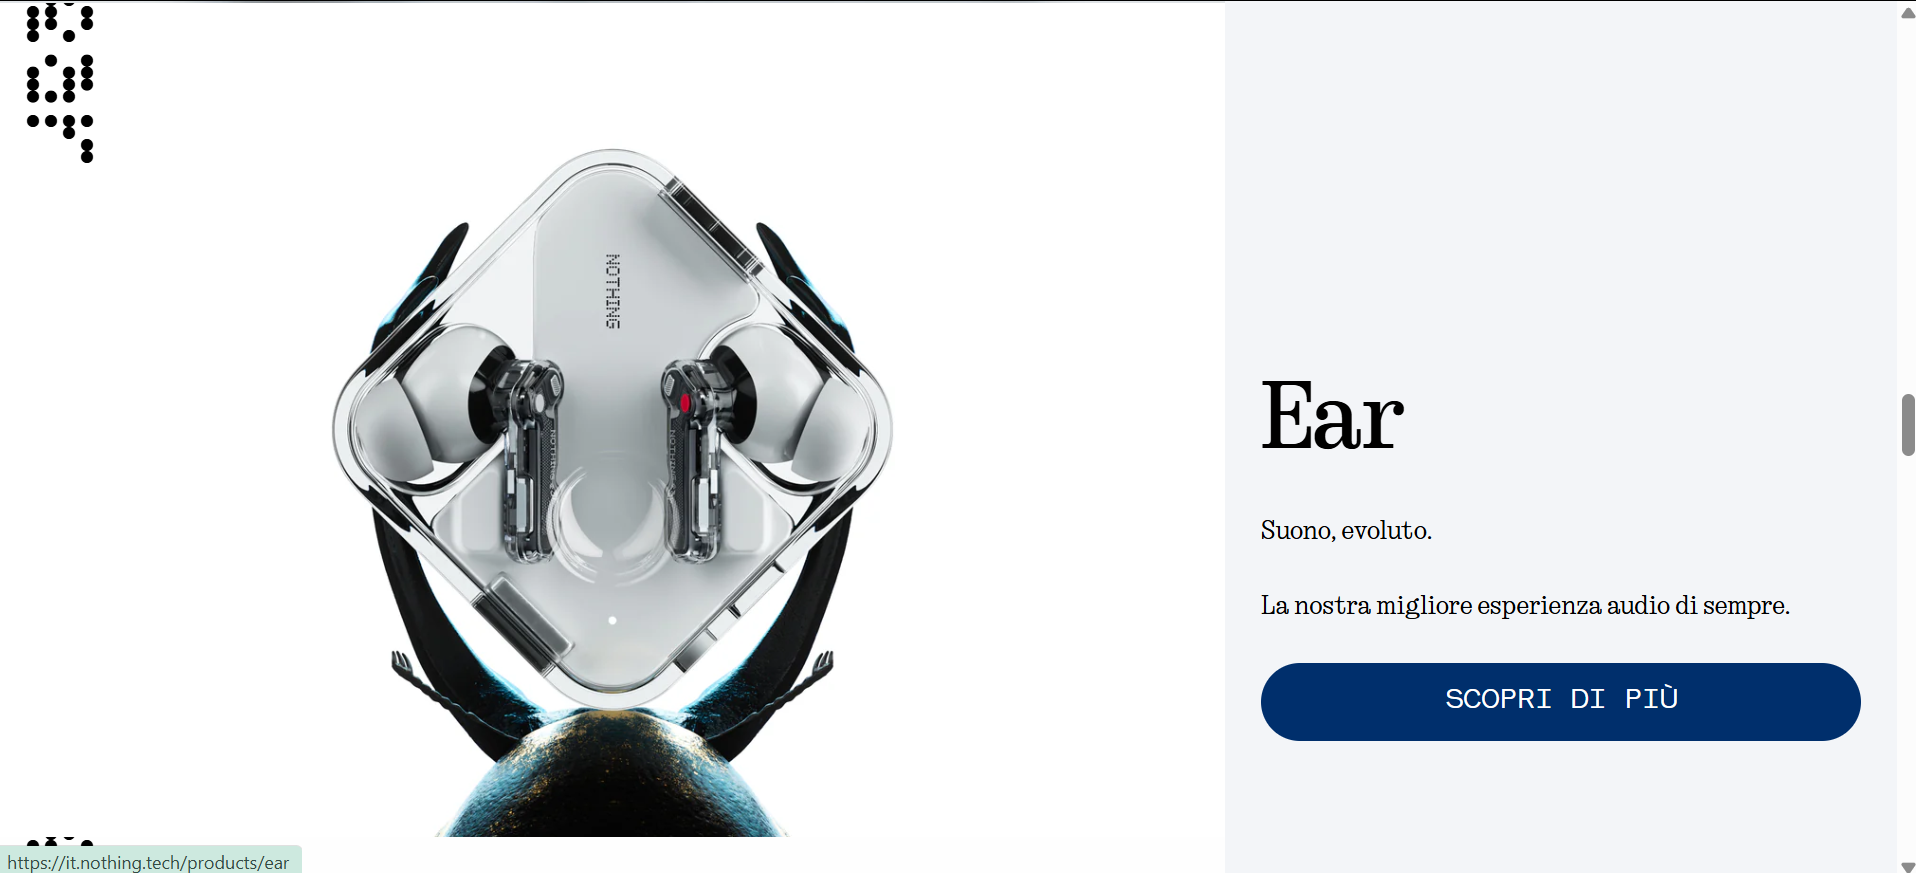 NOTHING
Ear
Suono, evoluto.
La nostra migliore esperienza audio di sempre.
SCOPRI DI PIÙ
https://it.nothing.tech/products/ear